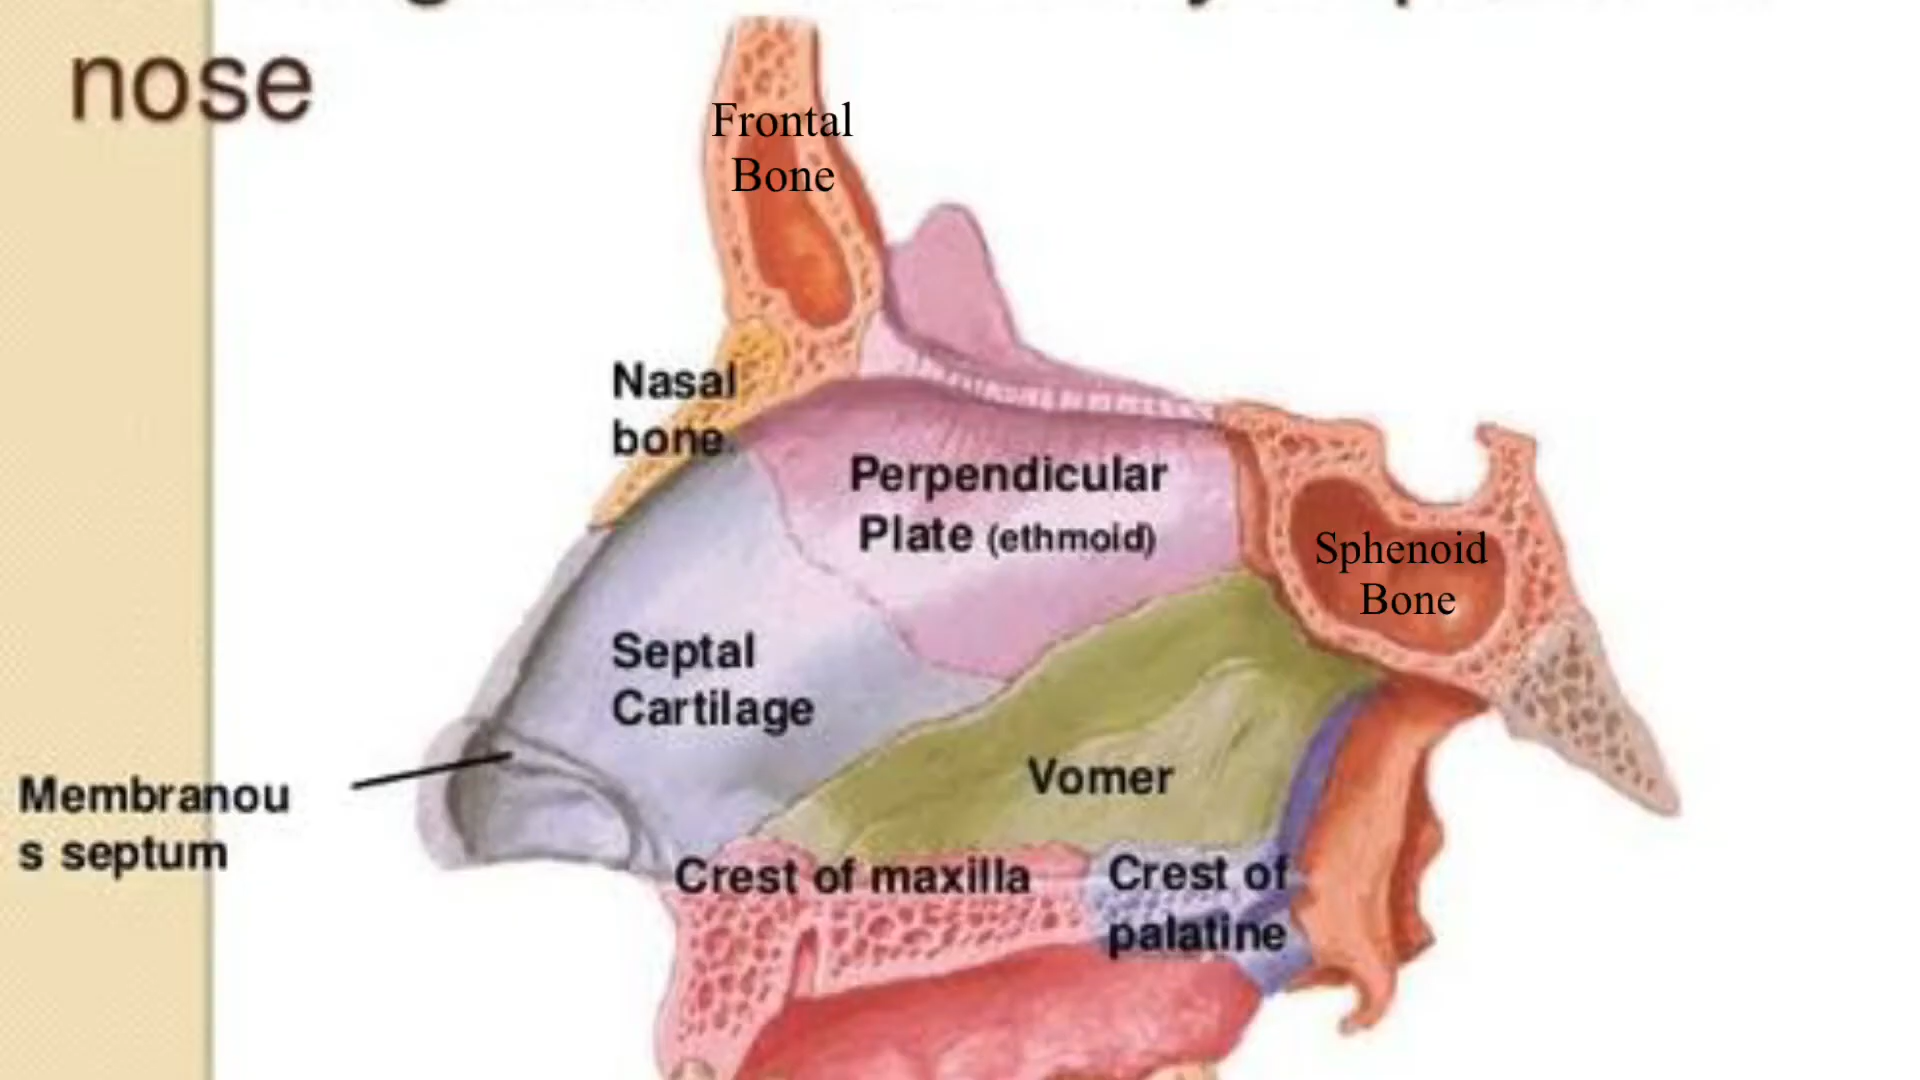 nose
Frontal
Bone
Nasal
bone
Perpendicular
Plate (ethmoid)
Sphenoid
Bone
Septal
Cartilage
Vomer
Membranou
s septum
Crest of maxilla
Crest of
palatine